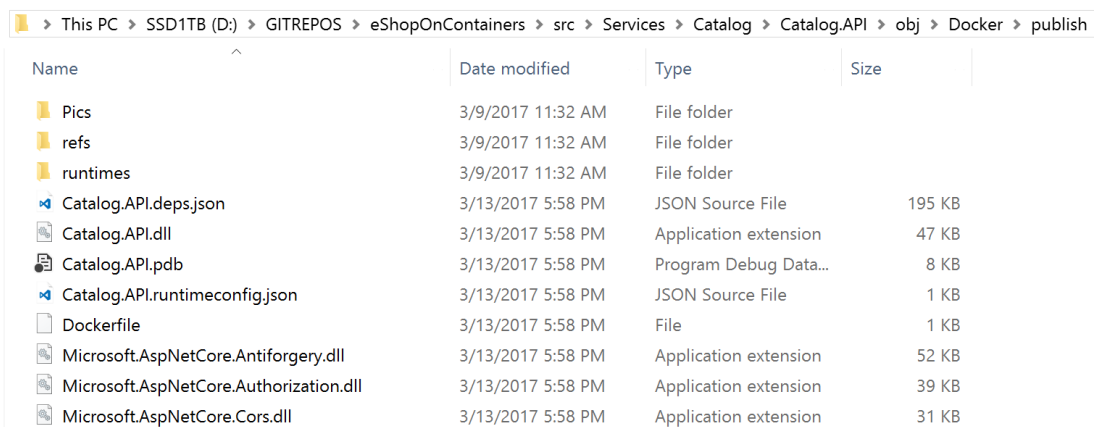 This PC > SSD1TB (D:) > GITREPOS > eShopOnContainers > src > Services > Catalog > Catalog.API > obj > Docker > publish
Name Date modified Type Size
Pics 3/9/2017 11:32 AM File folder
refs 3/9/2017 11:32 AM File folder
runtimes 3/9/2017 11:32 AM File folder
Catalog.API.deps.json 3/13/2017 5:58 PM JSON Source File 195 KB
Catalog.API.dll 3/13/2017 5:58 PM Application extension 47 KB
Catalog.API.pdb 3/13/2017 5:58 PM Program Debug Data... 8 KB
Catalog.API.runtimeconfig.json 3/13/2017 5:58 PM JSON Source File 1 KB
Dockerfile 3/13/2017 5:58 PM File 1 KB
Microsoft.AspNetCore.Antiforgery.dll 3/13/2017 5:58 PM Application extension 52 KB
Microsoft.AspNetCore.Authorization.dll 3/13/2017 5:58 PM Application extension 39 KB
Microsoft.AspNetCore.Cors.dll 3/13/2017 5:58 PM Application extension 31 KB